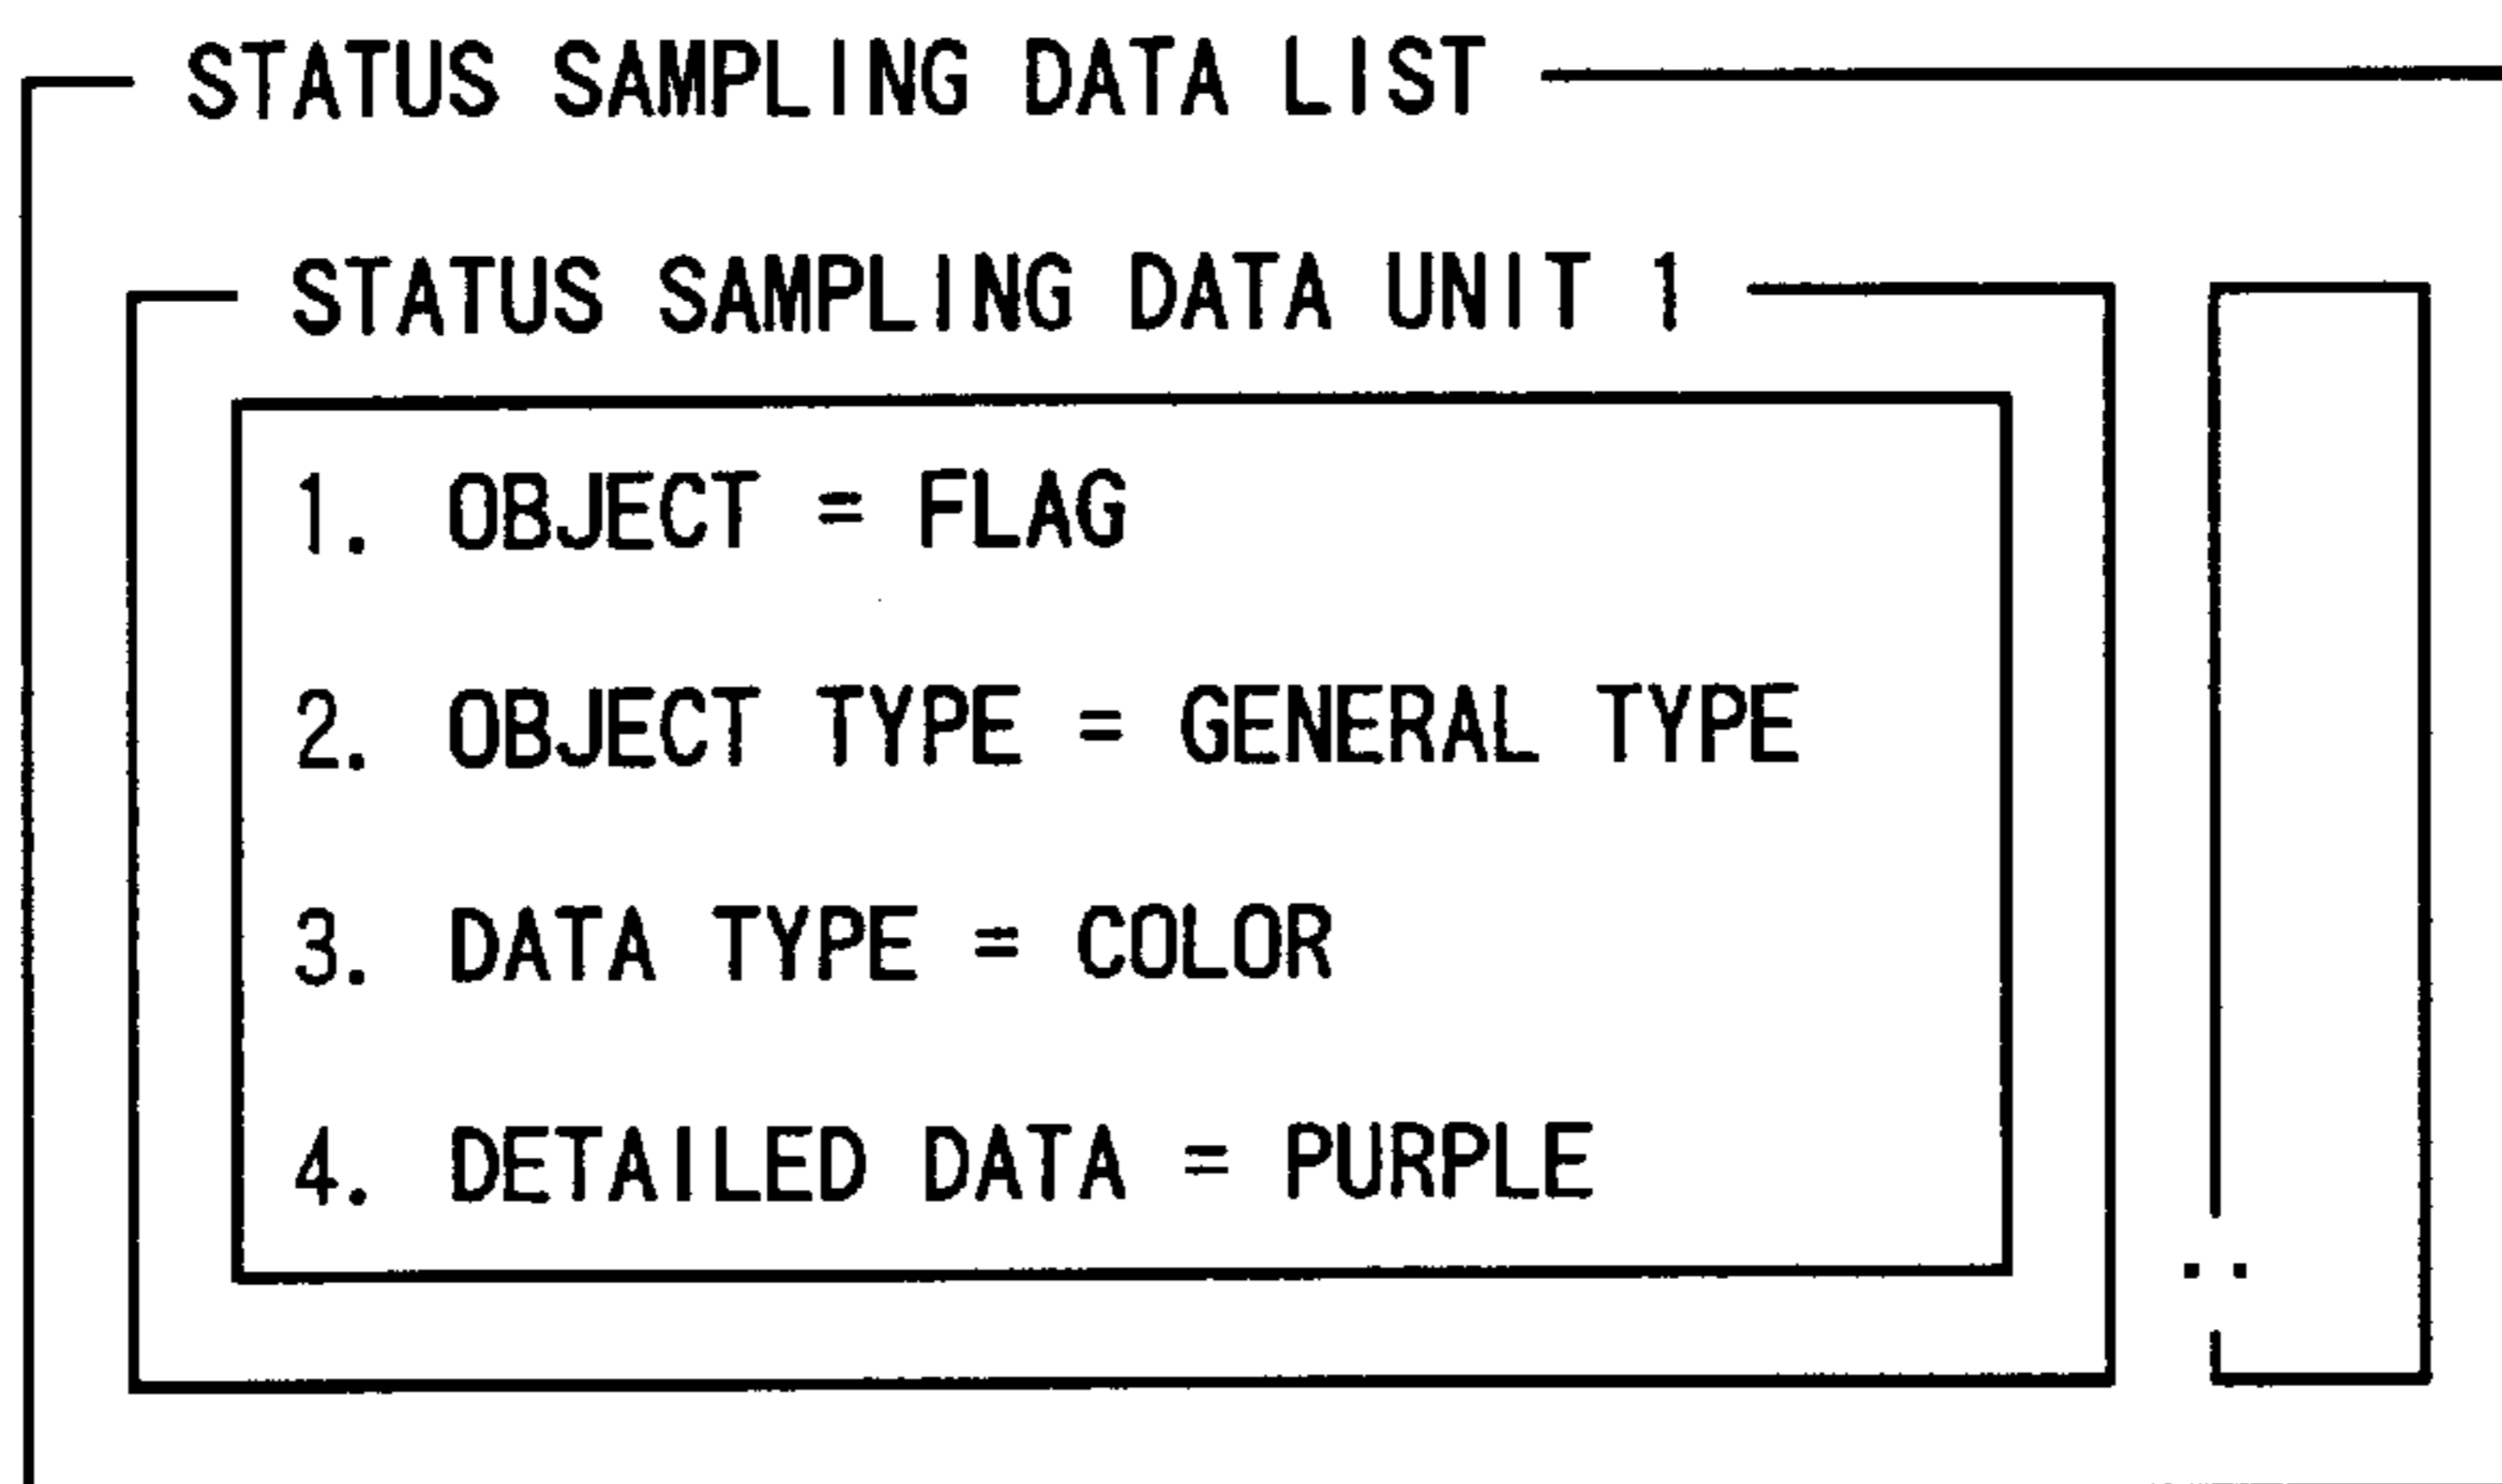 STATUS SAMPLING DATA LIST
STATUS SAMPLING DATA UNIT 1
1. OBJECT = FLAG
2. OBJECT TYPE = GENERAL TYPE
3. DATA TYPE = COLOR
4. DETAILED DATA = PURPLE